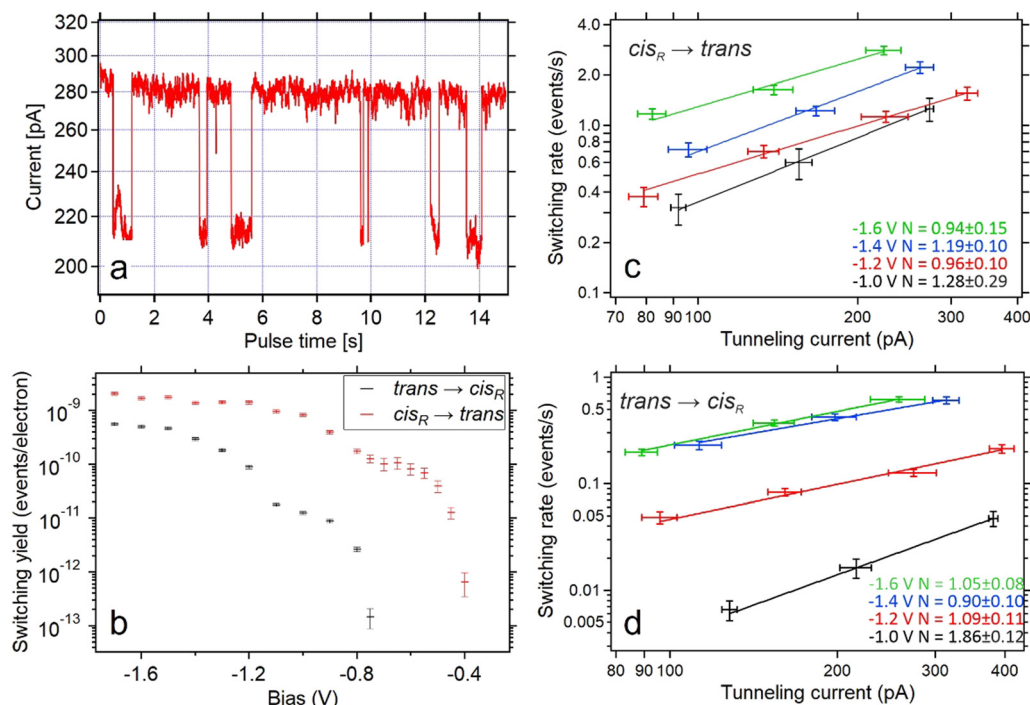 320
300
280
260
240
220
200
Current [pA]
0
2
4
6
8
10
12
14
Pulse time [s]
a
10⁻⁹
10⁻¹⁰
10⁻¹¹
10⁻¹²
10⁻¹³
Switching yield (events/electron)
trans → cisR
cisR → trans
-1.6
-1.2
-0.8
-0.4
Bias (V)
b
4.0
2.0
1.0
0.8
0.6
0.4
0.2
0.1
Switching rate (events/s)
cisR → trans
-1.6 V N = 0.94±0.15
-1.4 V N = 1.19±0.10
-1.2 V N = 0.96±0.10
-1.0 V N = 1.28±0.29
70
80
90
100
200
300
400
Tunneling current (pA)
c
1
0.5
0.1
0.05
0.01
0.005
Switching rate (events/s)
trans → cisR
-1.6 V N = 1.05±0.08
-1.4 V N = 0.90±0.10
-1.2 V N = 1.09±0.11
-1.0 V N = 1.86±0.12
80
90
100
200
300
400
Tunneling current (pA)
d